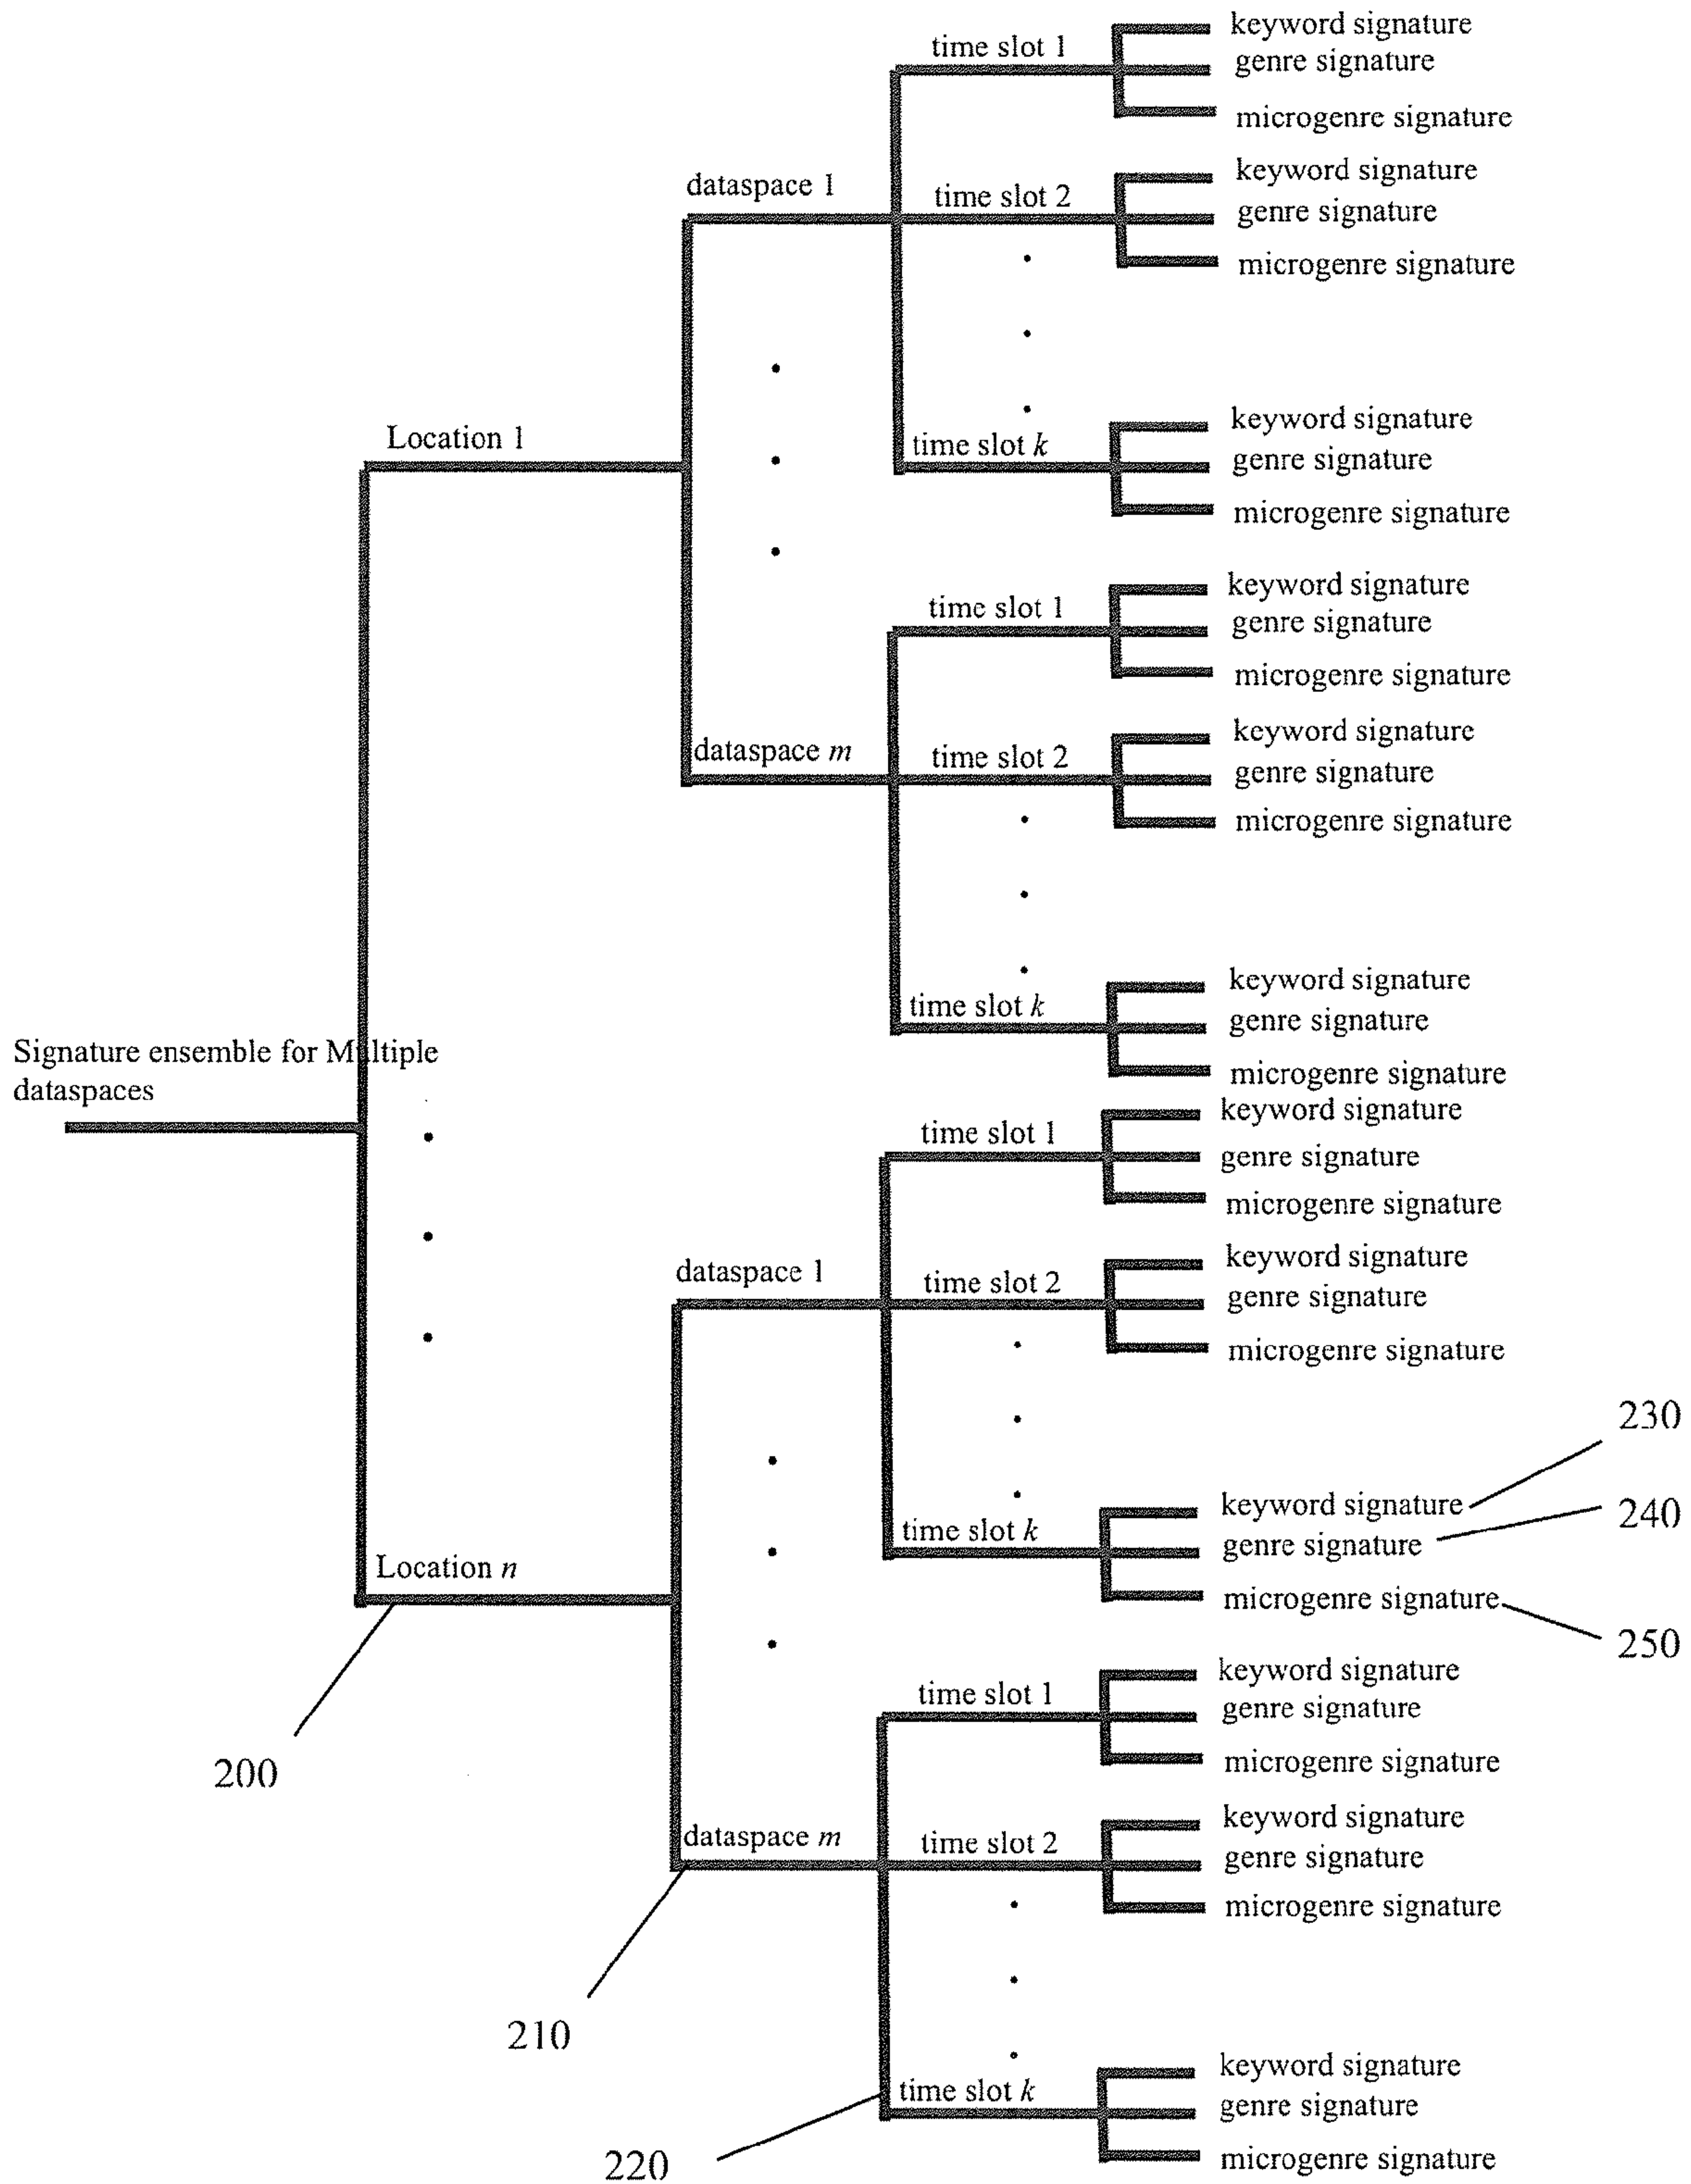 keyword signature
time slot 1
genre signature
microgenre signature
keyword signature
dataspace 1
time slot 2
genre signature
microgenre signature
keyword signature
Location 1
time slot k
genre signature
microgenre signature
keyword signature
time slot 1
genre signature
microgenre signature
keyword signature
dataspace m
time slot 2
genre signature
microgenre signature
keyword signature
time slot k
genre signature
Signature ensemble for Multiple
dataspaces
microgenre signature
keyword signature
time slot 1
genre signature
microgenre signature
keyword signature
dataspace 1
time slot 2
genre signature
microgenre signature
230
keyword signature
240
time slot k
genre signature
Location n
microgenre signature
250
keyword signature
time slot 1
genre signature
microgenre signature
200
keyword signature
dataspace m
time slot 2
genre signature
microgenre signature
210
keyword signature
time slot k
genre signature
microgenre signature
220